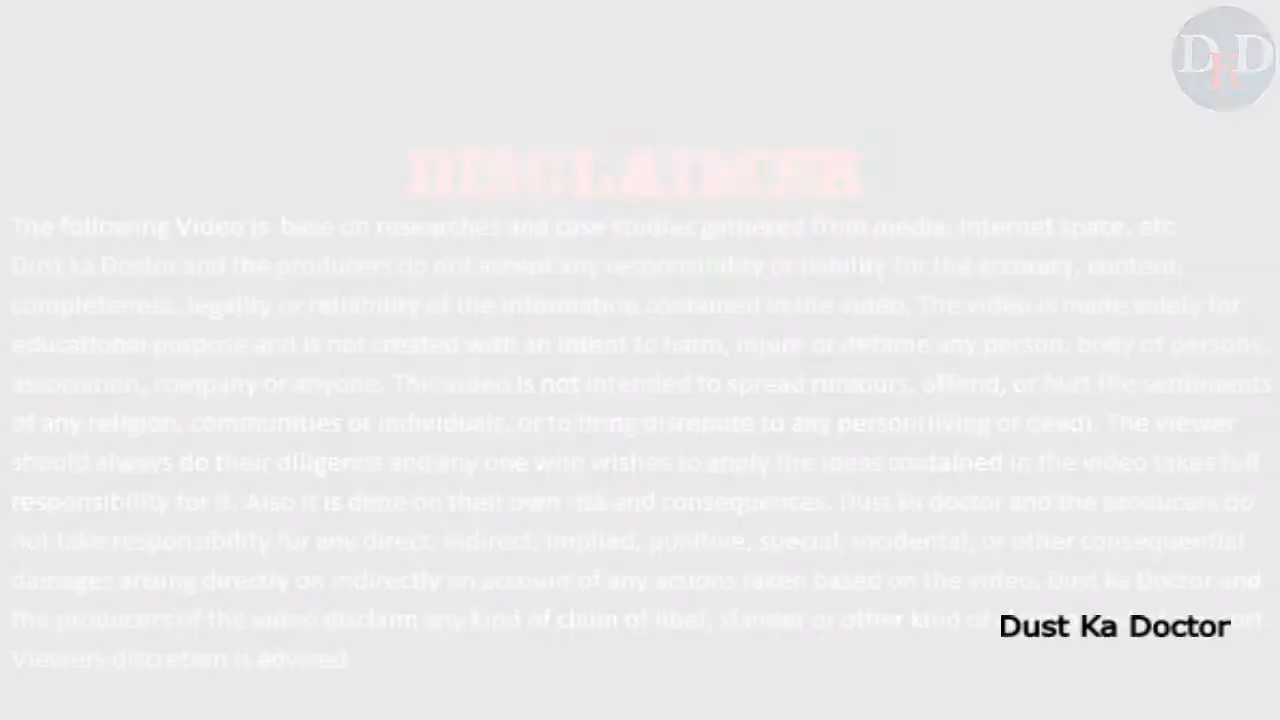 DKD
DISCLAIMER
The following Video is base on researches and case studies gathered from media, internet space, etc
Dust ka Doctor and the producers do not accept any responsibility or liability for the accuracy, content,
completeness, legality or reliability of the information contained in the video. The video is made solely for
educational purpose and is not created with an intent to harm, injure or defame any person, body of persons,
association, company or anyone. This video is not intended to spread rumours, offend, or hurt the sentiments
of any religion, communities or individuals, or to bring disrepute to any person(living or dead). The viewer
should always do their diligence and any one who wishes to apply the ideas contained in the video takes full
responsibility for it. Also it is done on their own risk and consequences. Dust ka doctor and the producers do
not take responsibility for any direct, indirect, implied, punitive, special, incidental, or other consequential
damages arising directly on indirectly on account of any actions taken based on the video. Dust ka Doctor and
the producers of the video disclaim any kind of claim of libel, slander or other kind of
Dust Ka Doctor
Viewers discretion is advised